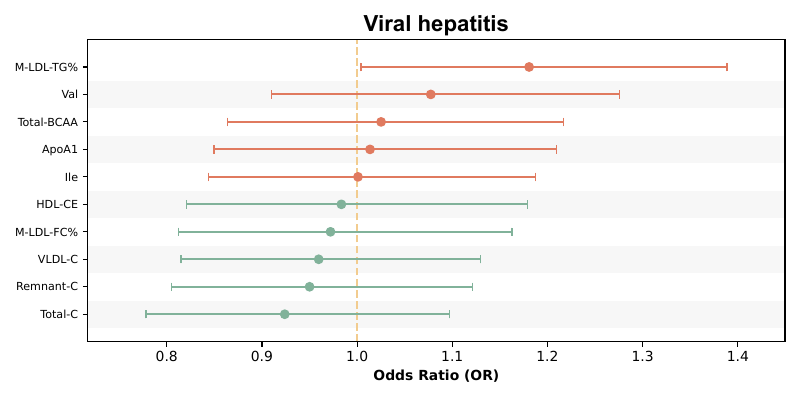 Viral hepatitis
M-LDL-TG%
Val
Total-BCAA
ApoA1
Ile
HDL-CE
M-LDL-FC%
VLDL-C
Remnant-C
Total-C
0.8 0.9 1.0 1.1 1.2 1.3 1.4
Odds Ratio (OR)